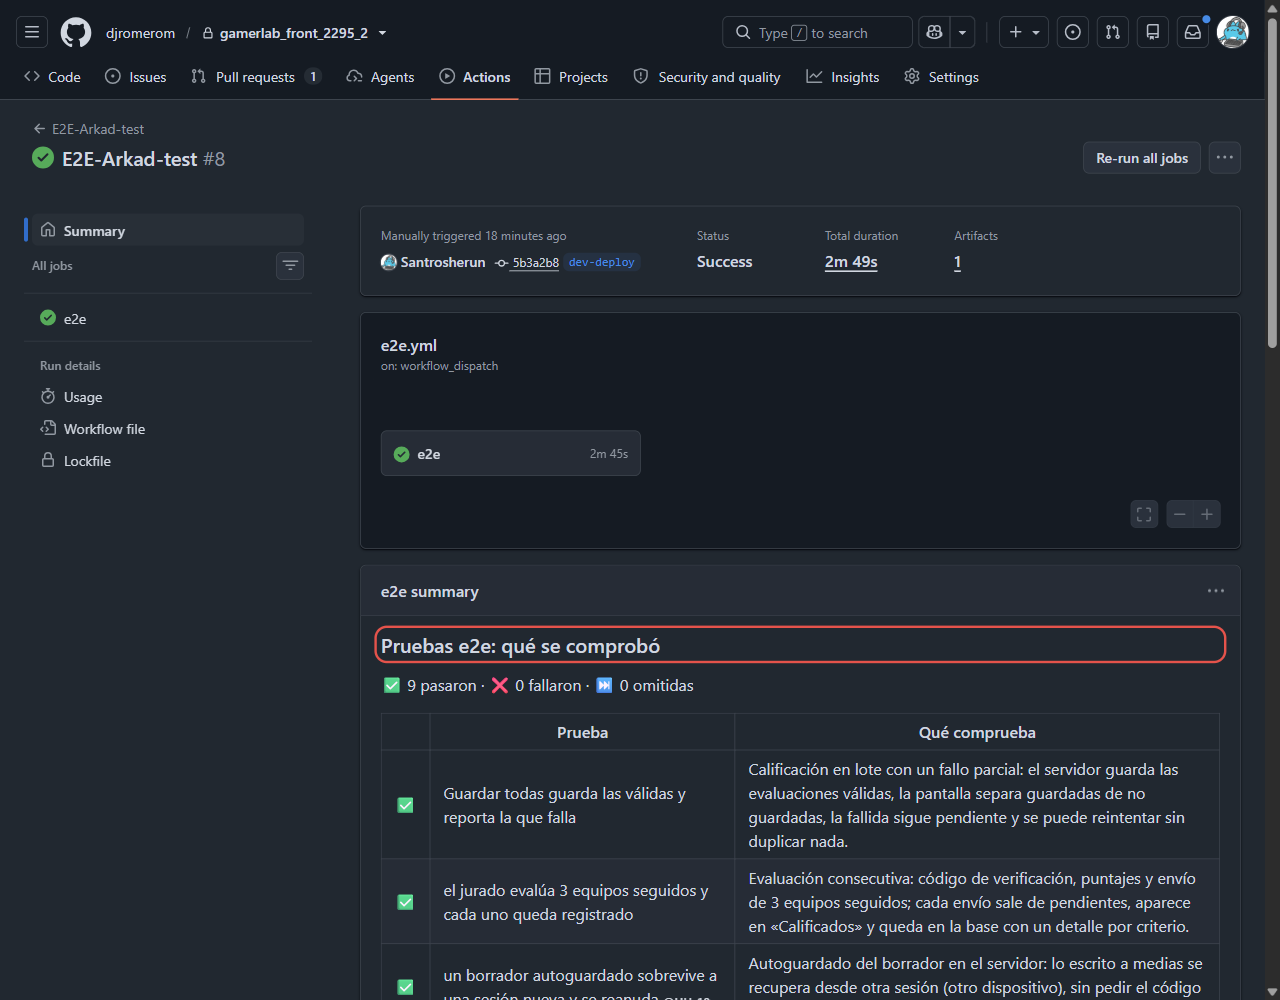 djromerom / gamerlab_front_2295_2
Type / to search
Code
Issues
Pull requests 1
Agents
Actions
Projects
Security and quality
Insights
Settings
E2E-Arkad-test
E2E-Arkad-test #8
Re-run all jobs
Summary
All jobs
e2e
Run details
Usage
Workflow file
Lockfile
Manually triggered 18 minutes ago
Santrosherun 5b3a2b8 dev-deploy
Status
Success
Total duration
2m 49s
Artifacts
1
e2e.yml
on: workflow_dispatch
e2e 2m 45s
e2e summary
Pruebas e2e: qué se comprobó
✅ 9 pasaron · ❌ 0 fallaron · ⏭️ 0 omitidas
Prueba
Qué comprueba
Guardar todas guarda las válidas y
reporta la que falla
Calificación en lote con un fallo parcial: el servidor guarda las
evaluaciones válidas, la pantalla separa guardadas de no
guardadas, la fallida sigue pendiente y se puede reintentar sin
duplicar nada.
el jurado evalúa 3 equipos seguidos y
cada uno queda registrado
Evaluación consecutiva: código de verificación, puntajes y envío
de 3 equipos seguidos; cada envío sale de pendientes, aparece
en «Calificados» y queda en la base con un detalle por criterio.
un borrador autoguardado sobrevive a
una sesión nueva y se reanuda
Autoguardado del borrador en el servidor: lo escrito a medias se
recupera desde otra sesión (otro dispositivo), sin pedir el código